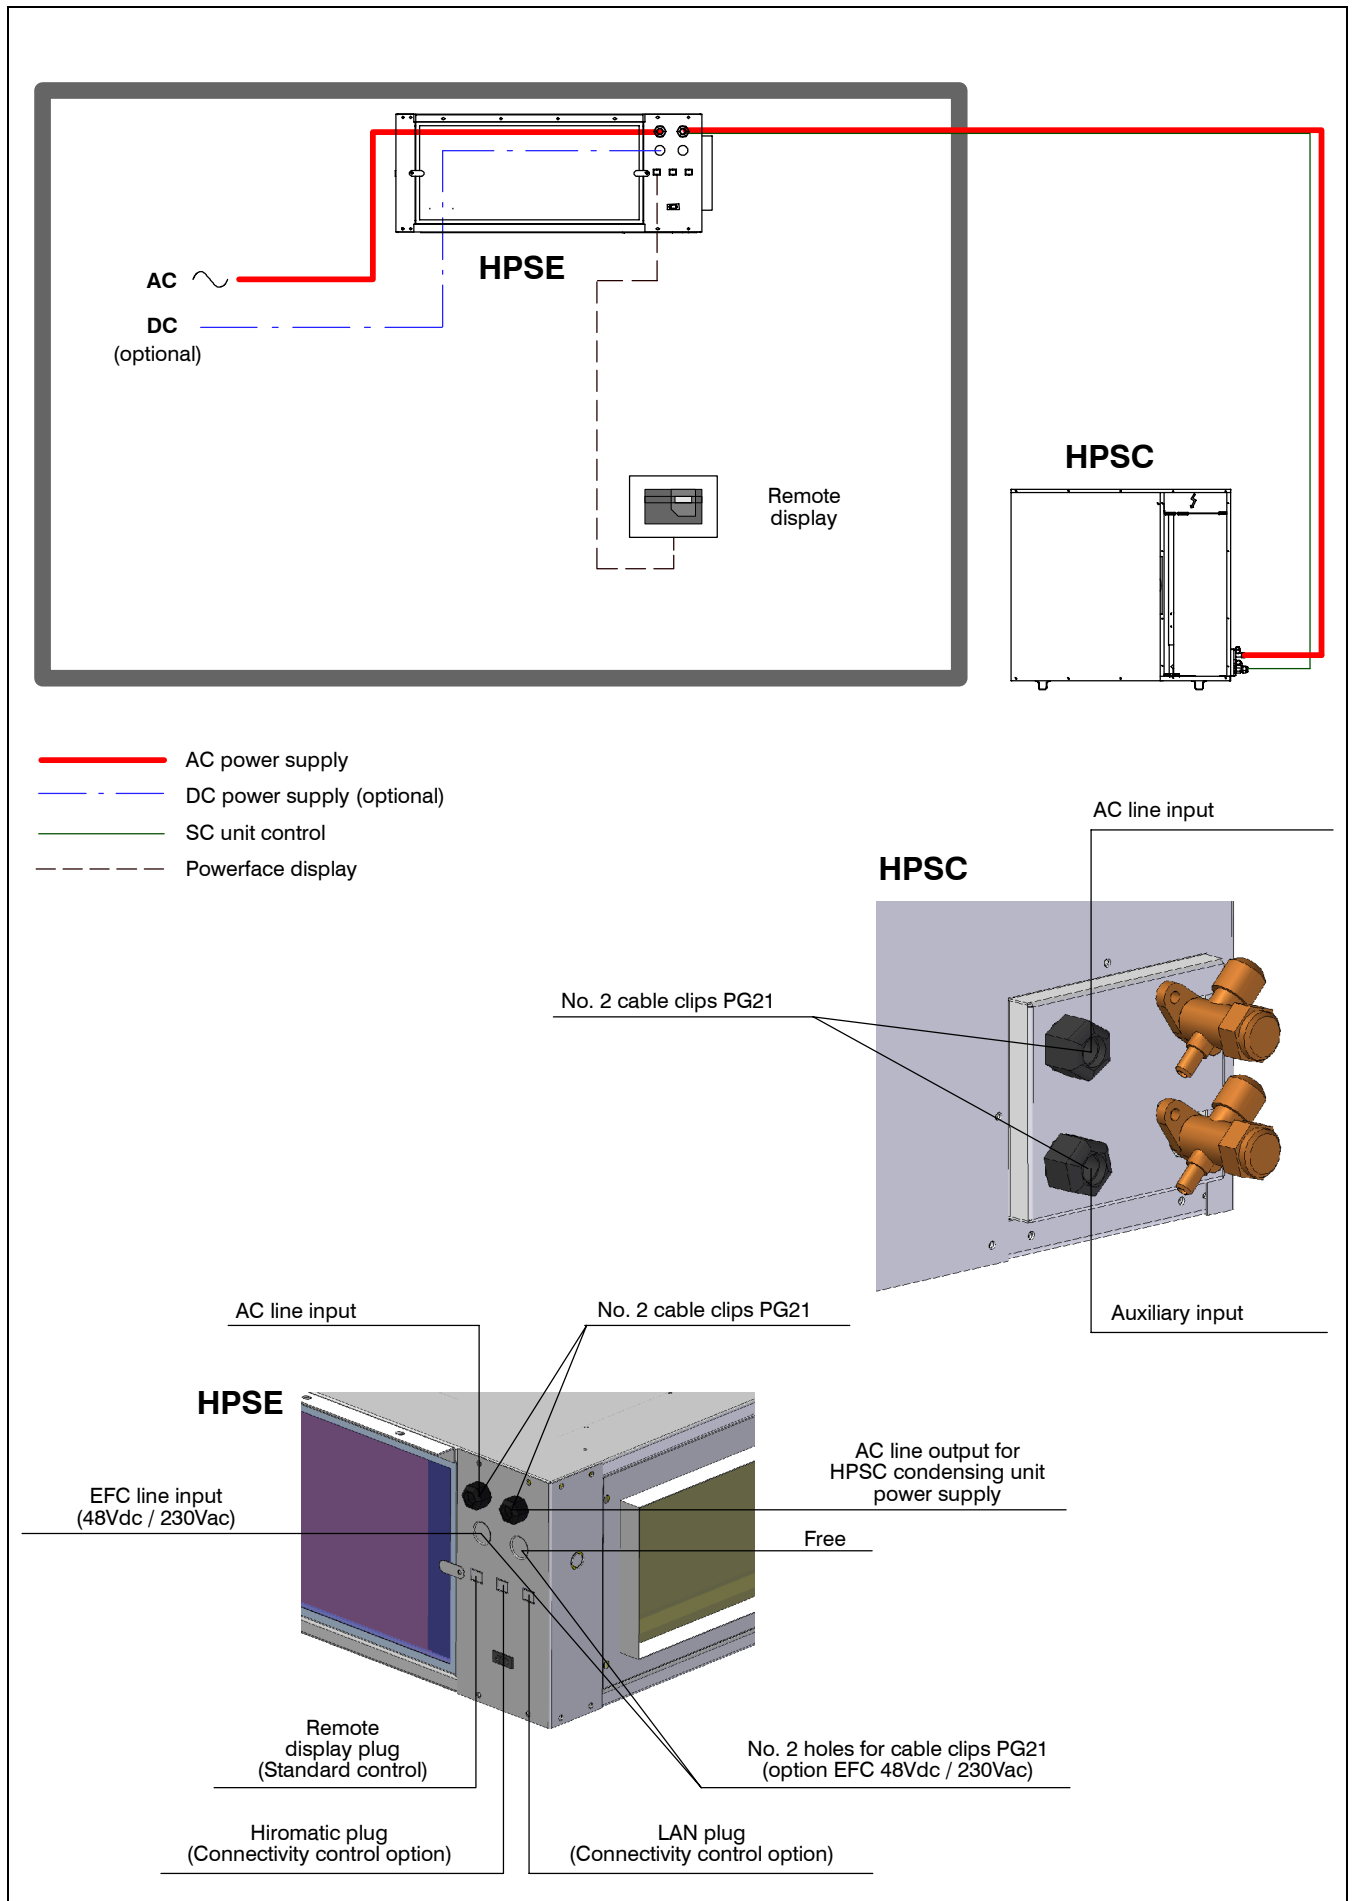 HPSE
AC
DC
(optional)
HPSC
Remote
display
AC power supply
DC power supply (optional)
SC unit control
Powerface display
AC line input
HPSC
No. 2 cable clips PG21
Auxiliary input
AC line input
No. 2 cable clips PG21
HPSE
AC line output for
HPSC condensing unit
power supply
EFC line input
(48Vdc / 230Vac)
Free
Remote
display plug
(Standard control)
No. 2 holes for cable clips PG21
(option EFC 48Vdc / 230Vac)
Hiromatic plug
(Connectivity control option)
LAN plug
(Connectivity control option)